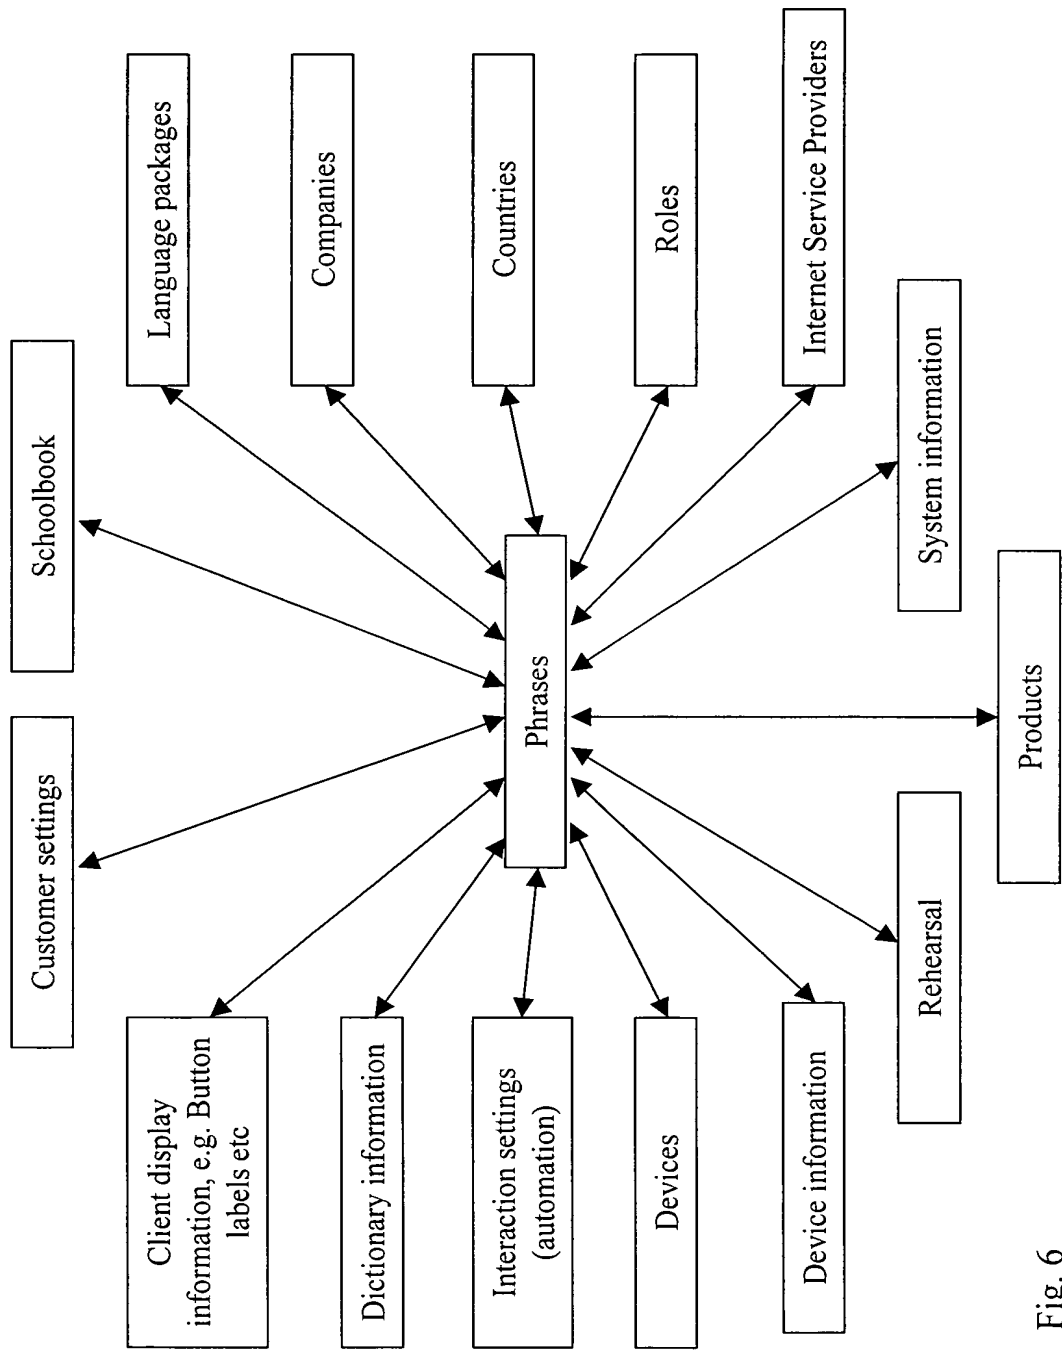 Customer settings
Schoolbook
Client display
information, e.g. Button
labels etc
Language packages
Dictionary information
Companies
Interaction settings
(automation)
Phrases
Countries
Devices
Roles
Device information
Internet Service Providers
Rehearsal
System information
Products
Fig. 6